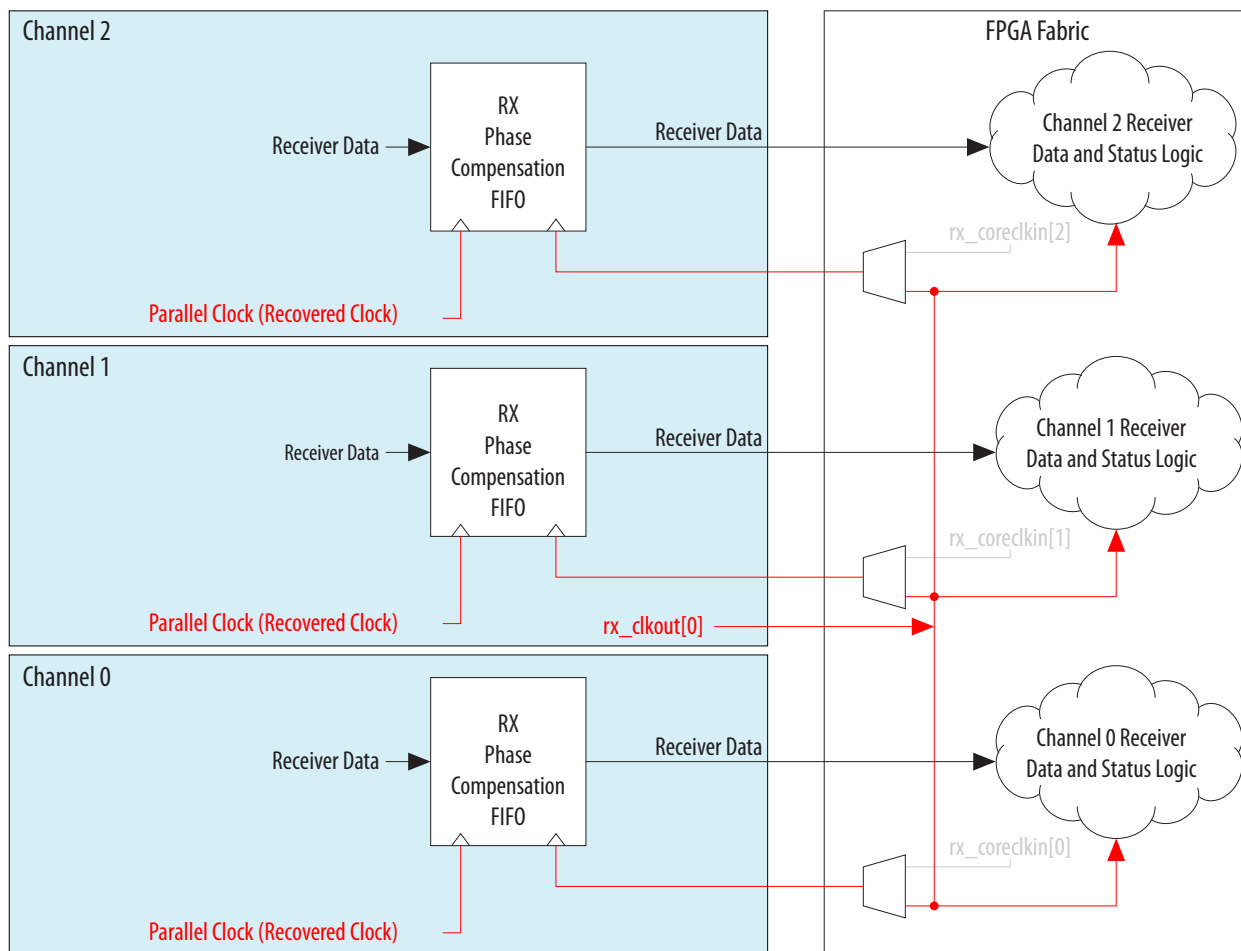 Channel 2
FPGA Fabric
RX
Phase
Compensation
FIFO
Receiver Data
Receiver Data
Channel 2 Receiver
Data and Status Logic
rx_coreclkin[2]
Parallel Clock (Recovered Clock)
Channel 1
RX
Phase
Compensation
FIFO
Receiver Data
Receiver Data
Channel 1 Receiver
Data and Status Logic
rx_coreclkin[1]
Parallel Clock (Recovered Clock)
rx_clkout[0]
Channel 0
RX
Phase
Compensation
FIFO
Receiver Data
Receiver Data
Channel 0 Receiver
Data and Status Logic
rx_coreclkin[0]
Parallel Clock (Recovered Clock)